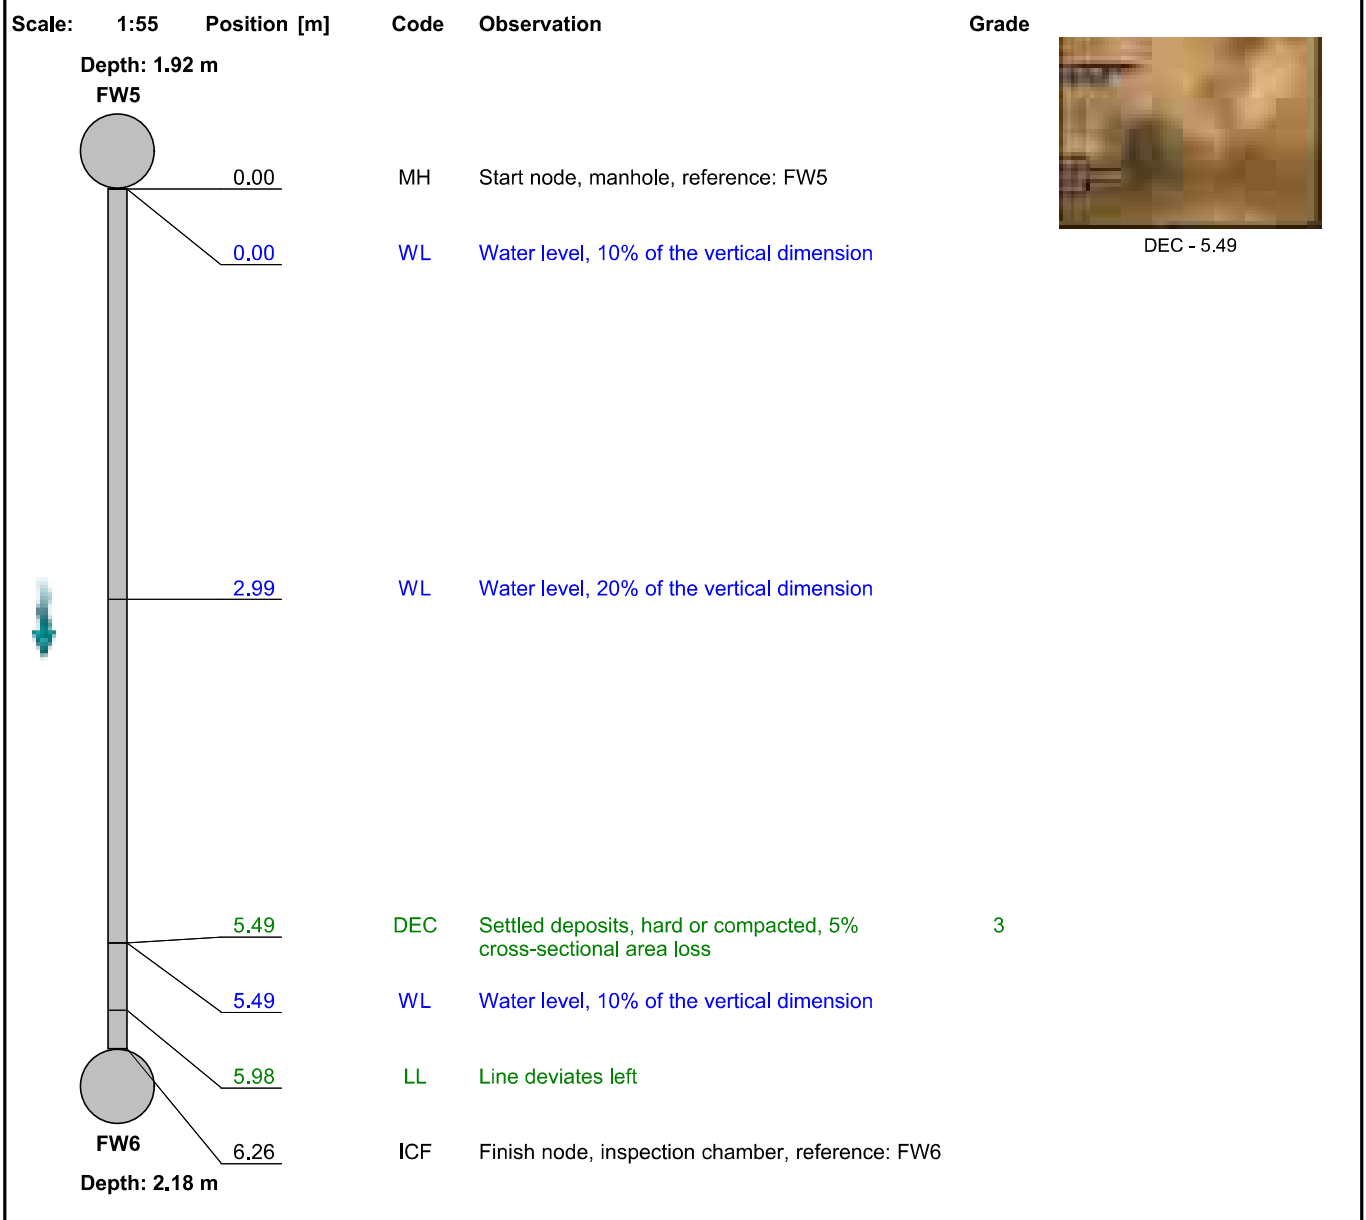 Scale: 1:55 Position [m] Code Observation Grade
Depth: 1.92 m
FW5
0.00 MH Start node, manhole, reference: FW5
0.00 WL Water level, 10% of the vertical dimension
DEC - 5.49
2.99 WL Water level, 20% of the vertical dimension
5.49 DEC Settled deposits, hard or compacted, 5% 3
cross-sectional area loss
5.49 WL Water level, 10% of the vertical dimension
5.98 LL Line deviates left
FW6
6.26 ICF Finish node, inspection chamber, reference: FW6
Depth: 2.18 m